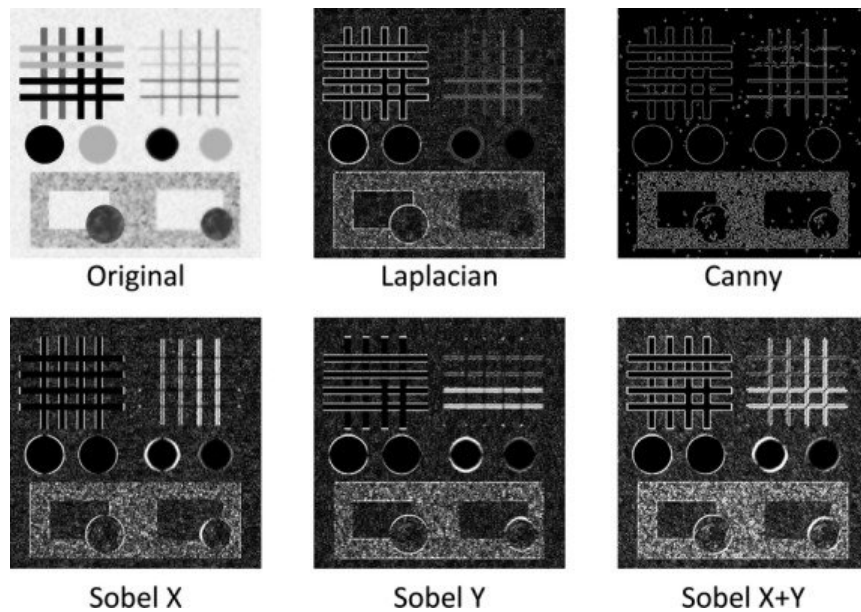 Original
Laplacian
Canny
Sobel X
Sobel Y
Sobel X+Y